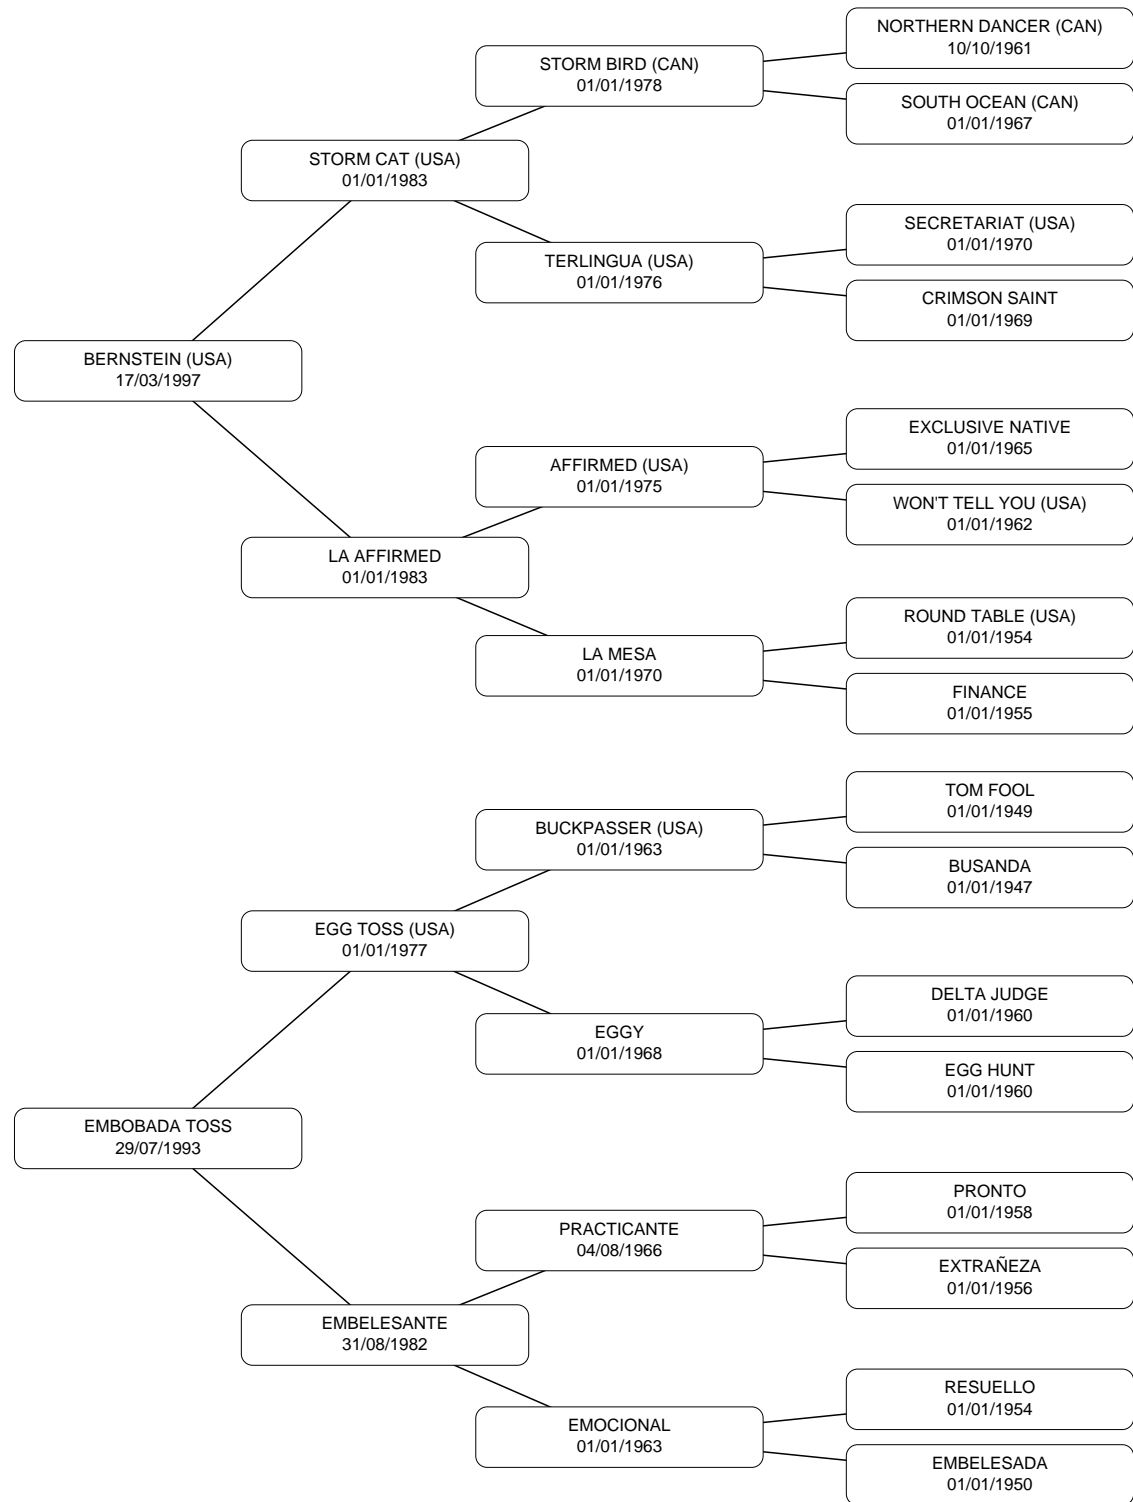 NORTHERN DANCER (CAN)
10/10/1961
STORM BIRD (CAN)
01/01/1978
SOUTH OCEAN (CAN)
01/01/1967
STORM CAT (USA)
01/01/1983
SECRETARIAT (USA)
01/01/1970
TERLINGUA (USA)
01/01/1976
CRIMSON SAINT
01/01/1969
BERNSTEIN (USA)
17/03/1997
EXCLUSIVE NATIVE
01/01/1965
AFFIRMED (USA)
01/01/1975
WON'T TELL YOU (USA)
01/01/1962
LA AFFIRMED
01/01/1983
ROUND TABLE (USA)
01/01/1954
LA MESA
01/01/1970
FINANCE
01/01/1955
TOM FOOL
01/01/1949
BUCKPASSER (USA)
01/01/1963
BUSANDA
01/01/1947
EGG TOSS (USA)
01/01/1977
DELTA JUDGE
01/01/1960
EGGY
01/01/1968
EGG HUNT
01/01/1960
EMBOBADA TOSS
29/07/1993
PRONTO
01/01/1958
PRACTICANTE
04/08/1966
EXTRAÑEZA
01/01/1956
EMBELESANTE
31/08/1982
RESUELLO
01/01/1954
EMOCIONAL
01/01/1963
EMBELESADA
01/01/1950